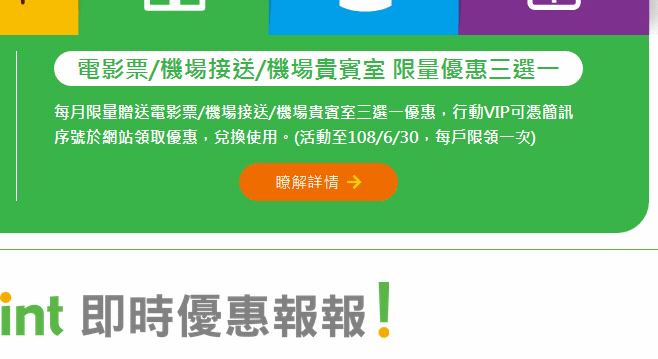 電影票/機場接送/機場貴賓室 限量優惠三選一
每月限量贈送電影票/機場接送/機場貴賓室三選一優惠，行動VIP可憑簡訊
序號於網站領取優惠，兌換使用。(活動至108/6/30，每戶限領一次)
瞭解詳情 →
int 即時優惠報報!